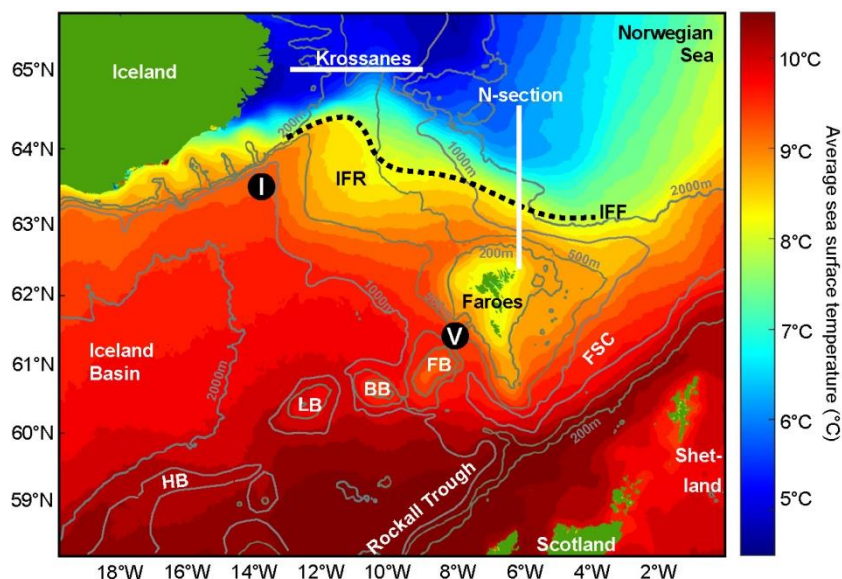 65°N
64°N
63°N
62°N
61°N
60°N
59°N
Iceland
Krossanes
Norwegian
Sea
N-section
200m
1000m
IFR
IFF
2000m
I
200m
500m
Faroes
1000m
V
FSC
Iceland
Basin
2000m
FB
BB
LB
200m
HB
Rockall Trough
Shet-
land
Scotland
18°W
16°W
14°W
12°W
10°W
8°W
6°W
4°W
2°W
10°C
9°C
8°C
7°C
6°C
5°C
Average sea surface temperature (°C)